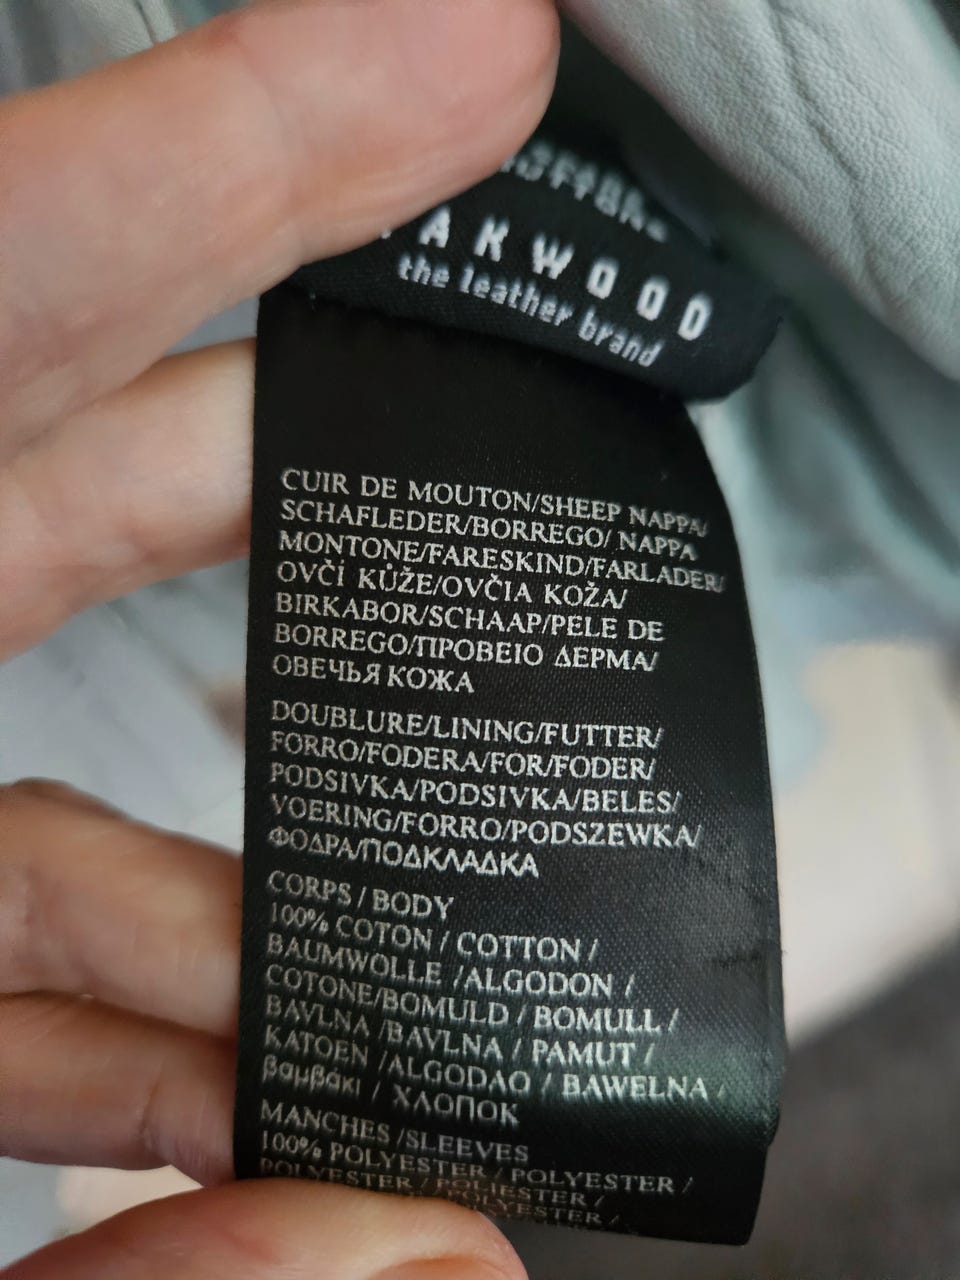 AKWOOD
the leather brand
CUIR DE MOUTON/SHEEP NAPPA/
SCHAFLEDER/BORREGO/ NAPPA
MONTONE/FARESKIND/FARLADER/
OVČÍ KŮŽE/OVČIA KOŽA/
BIRKABOR/SCHAAP/PELE DE
BORREGO/ΠΡΟΒΕΙΟ ΔΕΡΜΑ/
ОВЕЧЬЯ КОЖА
DOUBLURE/LINING/FUTTER/
FORRO/FODERA/FOR/FODER/
PODSIVKA/PODSIVKA/BELES/
VOERING/FORRO/PODSZEWKA/
ΦΟΔΡΑ/ПОДКЛАДКА
CORPS / BODY
100% COTON / COTTON /
BAUMWOLLE /ALGODON /
COTONE/BOMULD / BOMULL /
BAVLNA /BAVLNA / PAMUT /
KATOEN /ALGODAO / BAWELNA /
βαμβάκι / ХЛОПОК
MANCHES /SLEEVES
100% POLYESTER / POLYESTER /
POLYESTER / POLIESTER /
POLYESTER /